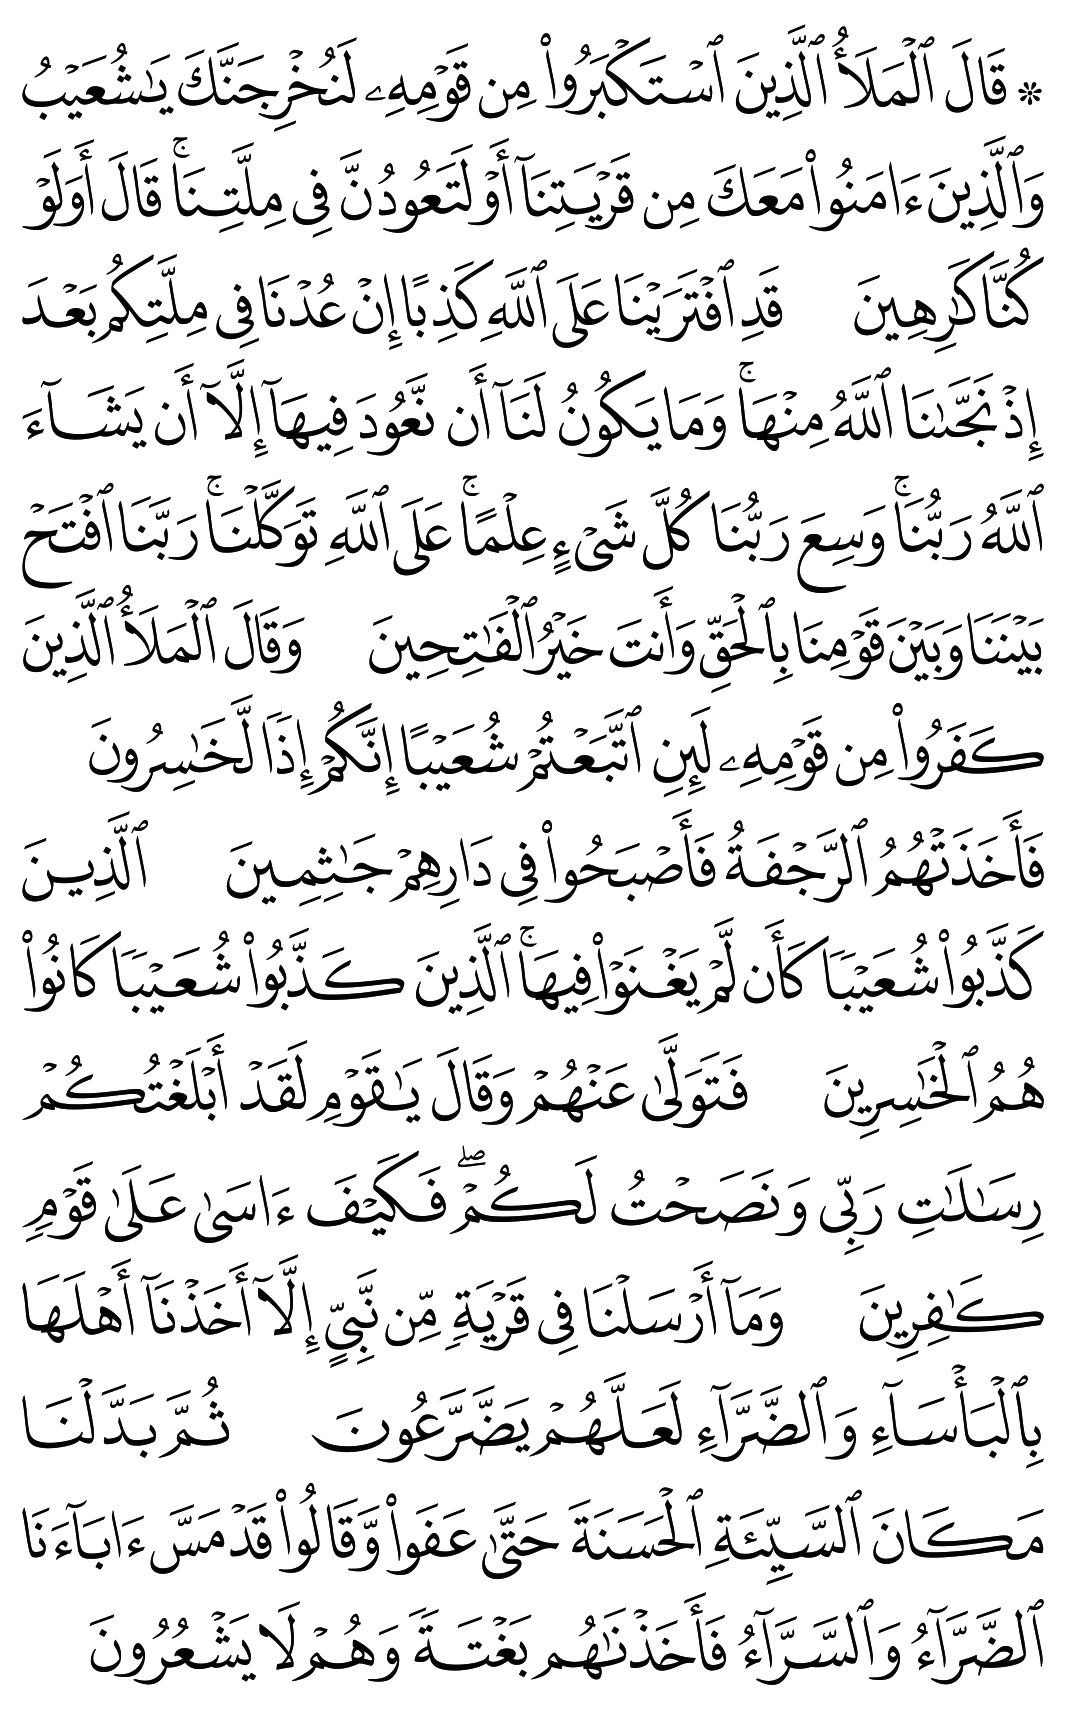 * قَالَ ٱلْمَلَأُ ٱلَّذِينَ ٱسْتَكْبَرُوا۟ مِن قَوْمِهِۦ لَنُخْرِجَنَّكَ يَـٰشُعَيْبُ
وَٱلَّذِينَ ءَامَنُوا۟ مَعَكَ مِن قَرْيَتِنَآ أَوْ لَتَعُودُنَّ فِى مِلَّتِنَا ۚ قَالَ أَوَلَوْ
كُنَّا كَـٰرِهِينَ قَدِ ٱفْتَرَيْنَا عَلَى ٱللَّهِ كَذِبًا إِنْ عُدْنَا فِى مِلَّتِكُم بَعْدَ
إِذْ نَجَّىٰنَا ٱللَّهُ مِنْهَا ۚ وَمَا يَكُونُ لَنَآ أَن نَّعُودَ فِيهَآ إِلَّآ أَن يَشَآءَ
ٱللَّهُ رَبُّنَا ۚ وَسِعَ رَبُّنَا كُلَّ شَىْءٍ عِلْمًا ۚ عَلَى ٱللَّهِ تَوَكَّلْنَا ۚ رَبَّنَا ٱفْتَحْ
بَيْنَنَا وَبَيْنَ قَوْمِنَا بِٱلْحَقِّ وَأَنتَ خَيْرُ ٱلْفَـٰتِحِينَ وَقَالَ ٱلْمَلَأُ ٱلَّذِينَ
كَفَرُوا۟ مِن قَوْمِهِۦ لَئِنِ ٱتَّبَعْتُمْ شُعَيْبًا إِنَّكُمْ إِذًا لَّخَـٰسِرُونَ
فَأَخَذَتْهُمُ ٱلرَّجْفَةُ فَأَصْبَحُوا۟ فِى دَارِهِمْ جَـٰثِمِينَ ٱلَّذِينَ
كَذَّبُوا۟ شُعَيْبًا كَأَن لَّمْ يَغْنَوْا۟ فِيهَا ۚ ٱلَّذِينَ كَذَّبُوا۟ شُعَيْبًا كَانُوا۟
هُمُ ٱلْخَـٰسِرِينَ فَتَوَلَّىٰ عَنْهُمْ وَقَالَ يَـٰقَوْمِ لَقَدْ أَبْلَغْتُكُمْ
رِسَـٰلَـٰتِ رَبِّى وَنَصَحْتُ لَكُمْ ۖ فَكَيْفَ ءَاسَىٰ عَلَىٰ قَوْمٍ
كَـٰفِرِينَ وَمَآ أَرْسَلْنَا فِى قَرْيَةٍ مِّن نَّبِىٍّ إِلَّآ أَخَذْنَآ أَهْلَهَا
بِٱلْبَأْسَآءِ وَٱلضَّرَّآءِ لَعَلَّهُمْ يَضَّرَّعُونَ ثُمَّ بَدَّلْنَا
مَكَانَ ٱلسَّيِّئَةِ ٱلْحَسَنَةَ حَتَّىٰ عَفَوا۟ وَّقَالُوا۟ قَدْ مَسَّ ءَابَآءَنَا
ٱلضَّرَّآءُ وَٱلسَّرَّآءُ فَأَخَذْنَـٰهُم بَغْتَةً وَهُمْ لَا يَشْعُرُونَ